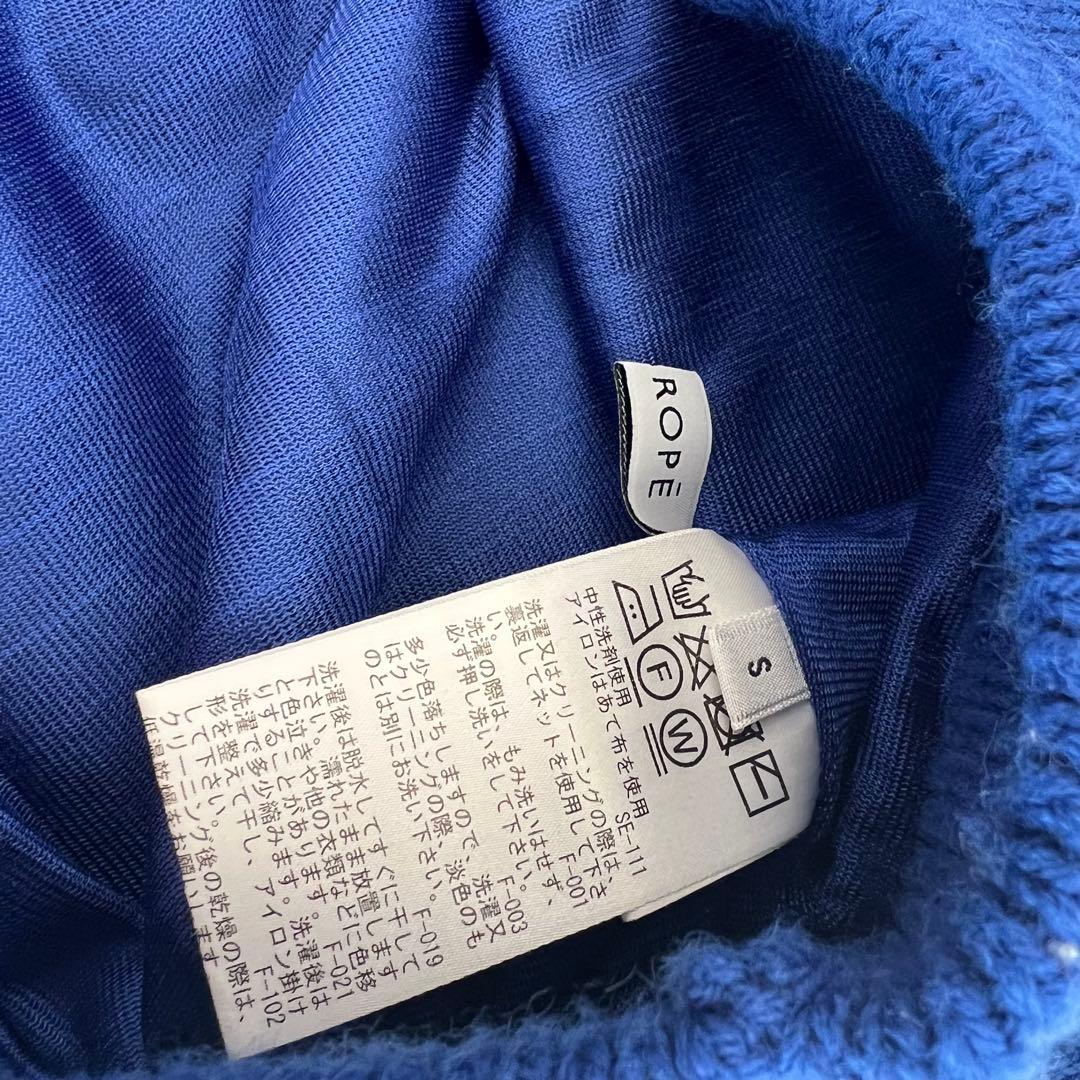 ROPÉ
S
F
W
中性洗剤使用
アイロンはあて布を使用 SE-111
洗濯又はクリーニングの際は、
裏返してネットを使用して下さ
い。 F-001
洗濯の際は、もみ洗いはせず、
必ず押し洗いをして下さい。
F-003
多少色落ちしますので、洗濯又
はクリーニングの際、淡色のも
のとは別にお洗い下さい。F-019
洗濯後は脱水してすぐに干して
下さい。濡れたまま放置します
と色泣きや他の衣類などに色移
りすることがあります。 F-021
洗濯で多少縮みます。洗濯後は
形を整えて干し、アイロン掛け
して下さい。 F-102
クリーニング後の乾燥の際は、
低温乾燥をお願いします